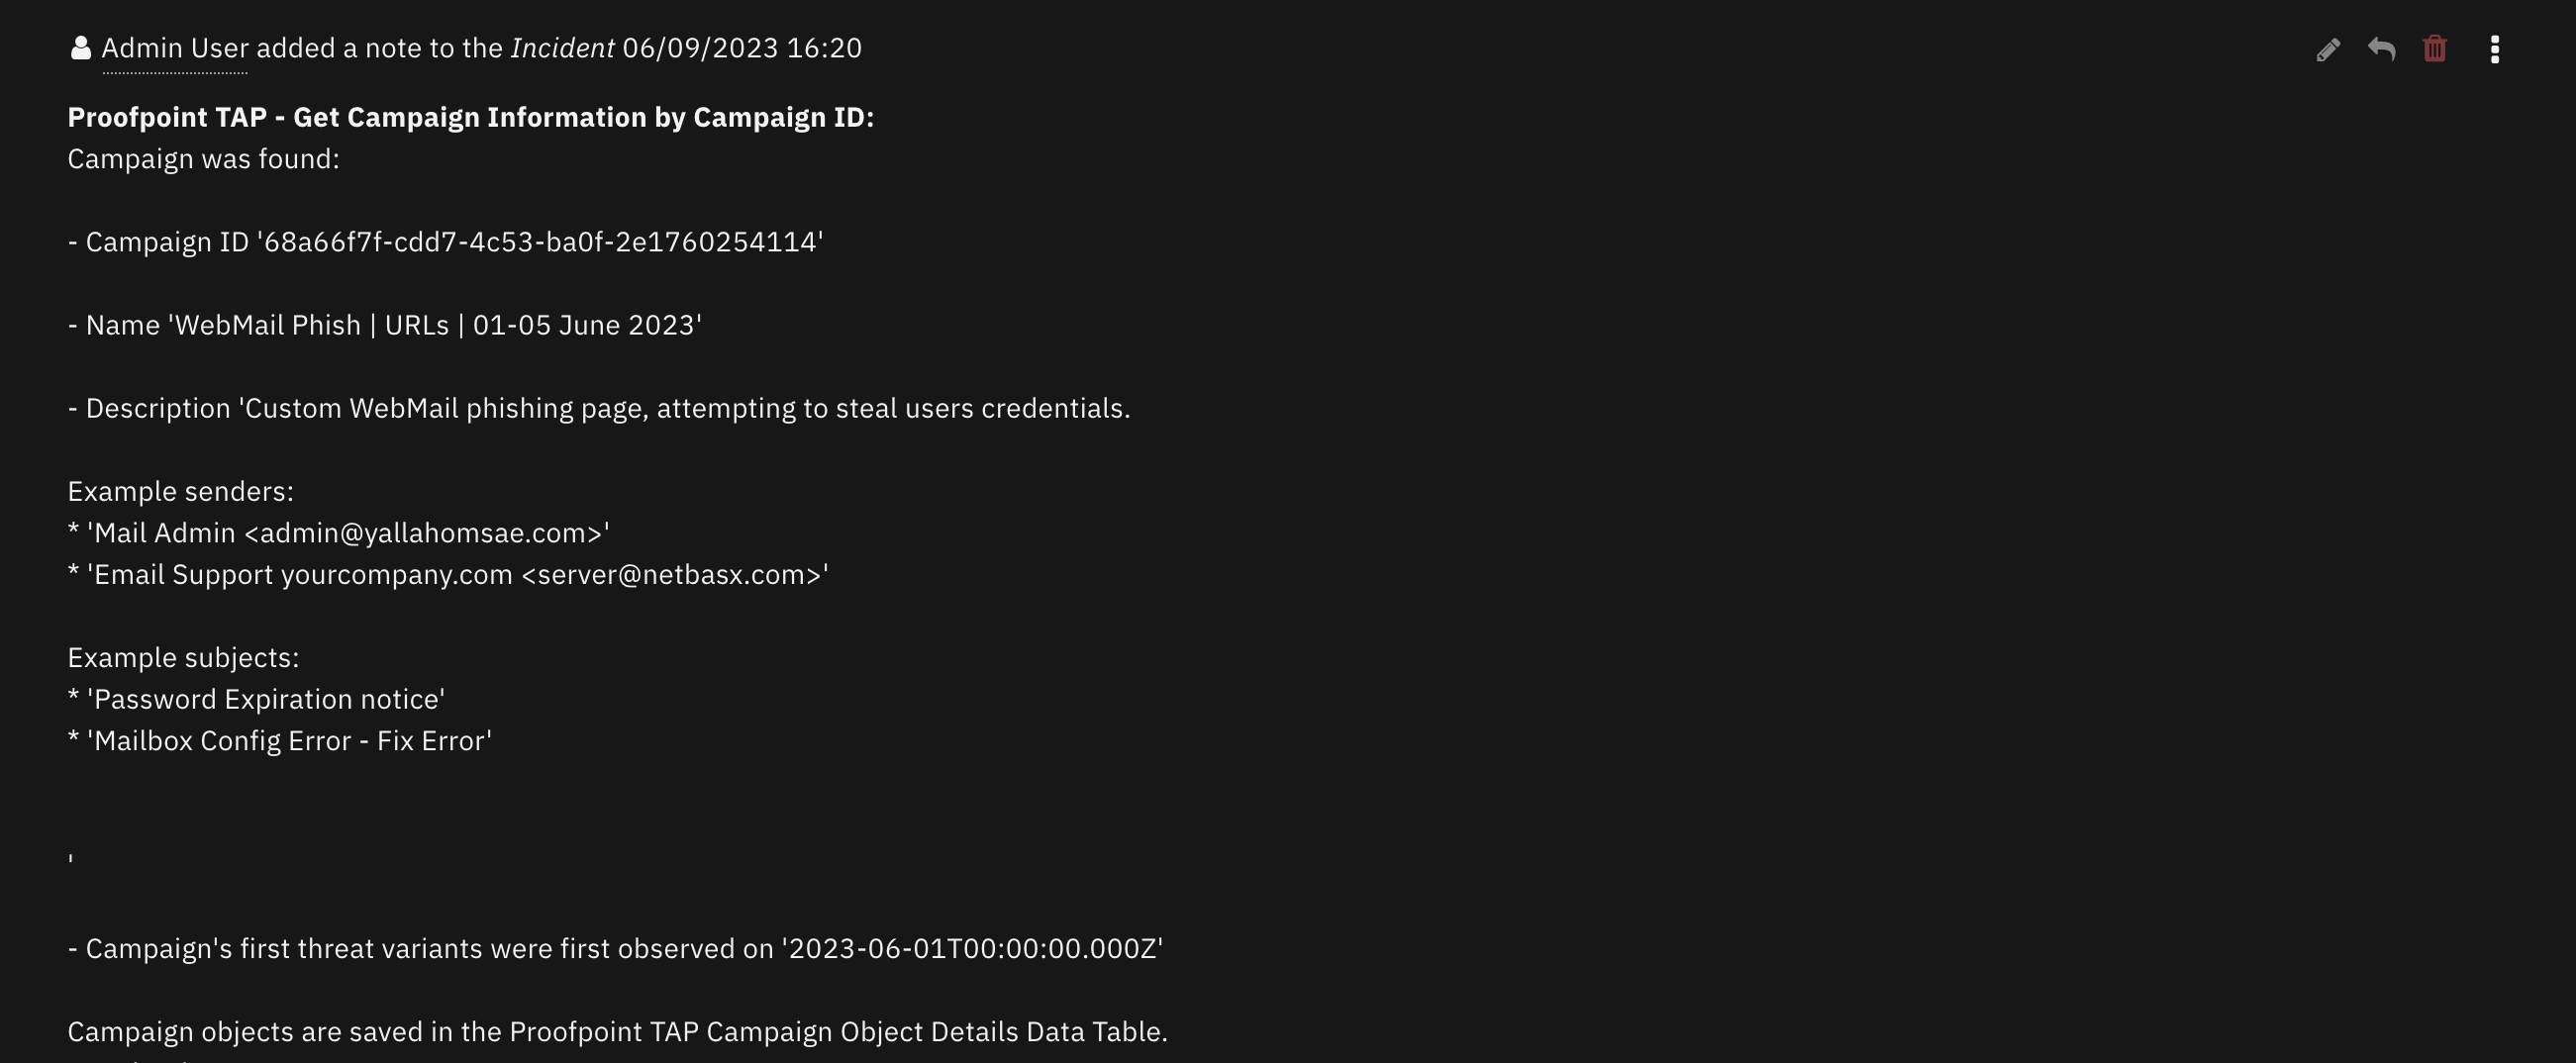 Admin User added a note to the Incident 06/09/2023 16:20
Proofpoint TAP - Get Campaign Information by Campaign ID:
Campaign was found:
- Campaign ID '68a66f7f-cdd7-4c53-ba0f-2e1760254114'
- Name 'WebMail Phish | URLs | 01-05 June 2023'
- Description 'Custom WebMail phishing page, attempting to steal users credentials.
Example senders:
* 'Mail Admin <admin@yallahomsae.com>'
* 'Email Support yourcompany.com <server@netbasx.com>'
Example subjects:
* 'Password Expiration notice'
* 'Mailbox Config Error - Fix Error'
'
- Campaign's first threat variants were first observed on '2023-06-01T00:00:00.000Z'
Campaign objects are saved in the Proofpoint TAP Campaign Object Details Data Table.